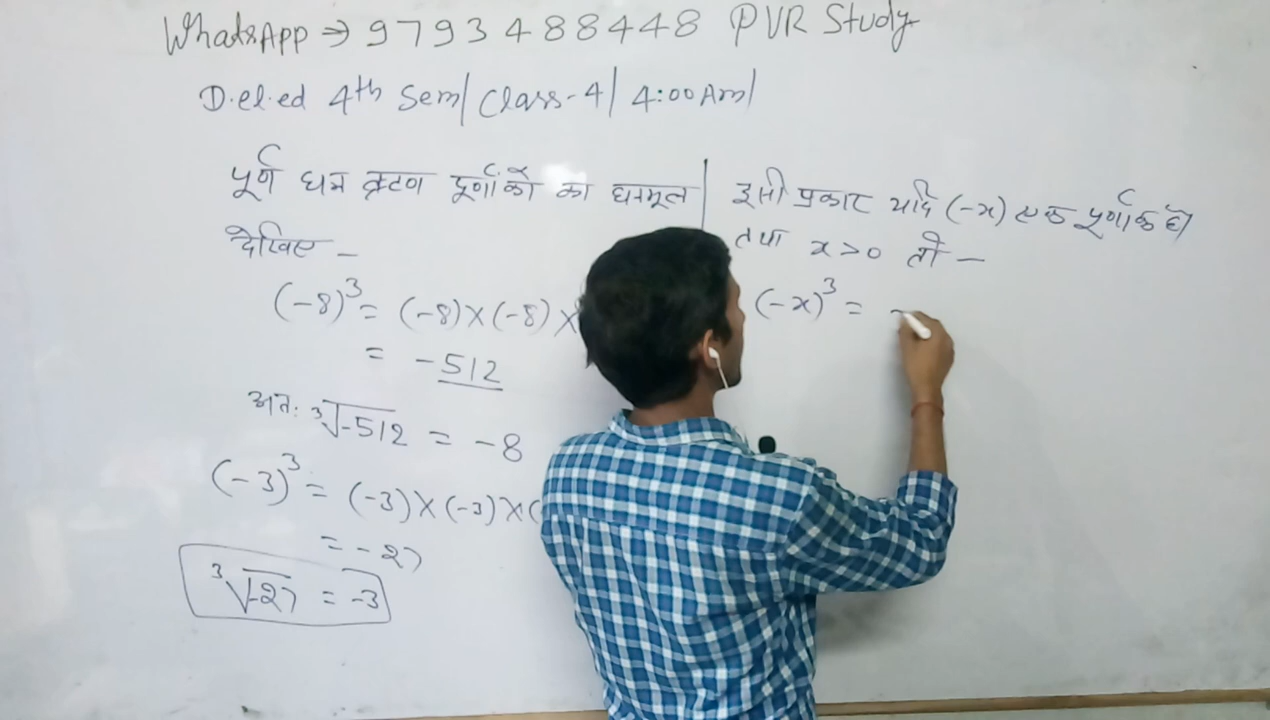 WhatsApp → 9793488448 PVR Study
D.el.ed 4th Sem/ Class-4/ 4:00 Am/
पूर्ण घन ऋण पूर्णांकों का घनमूल
देखिए -
(-8)³ = (-8)×(-8)×
= -512
अतः ³√-512 = -8
(-3)³ = (-3)×(-3)×(
= -27
³√-27 = -3
इसी प्रकार यदि (-x) एक पूर्णांक हो
तथा x>0 तो -
(-x)³ = -